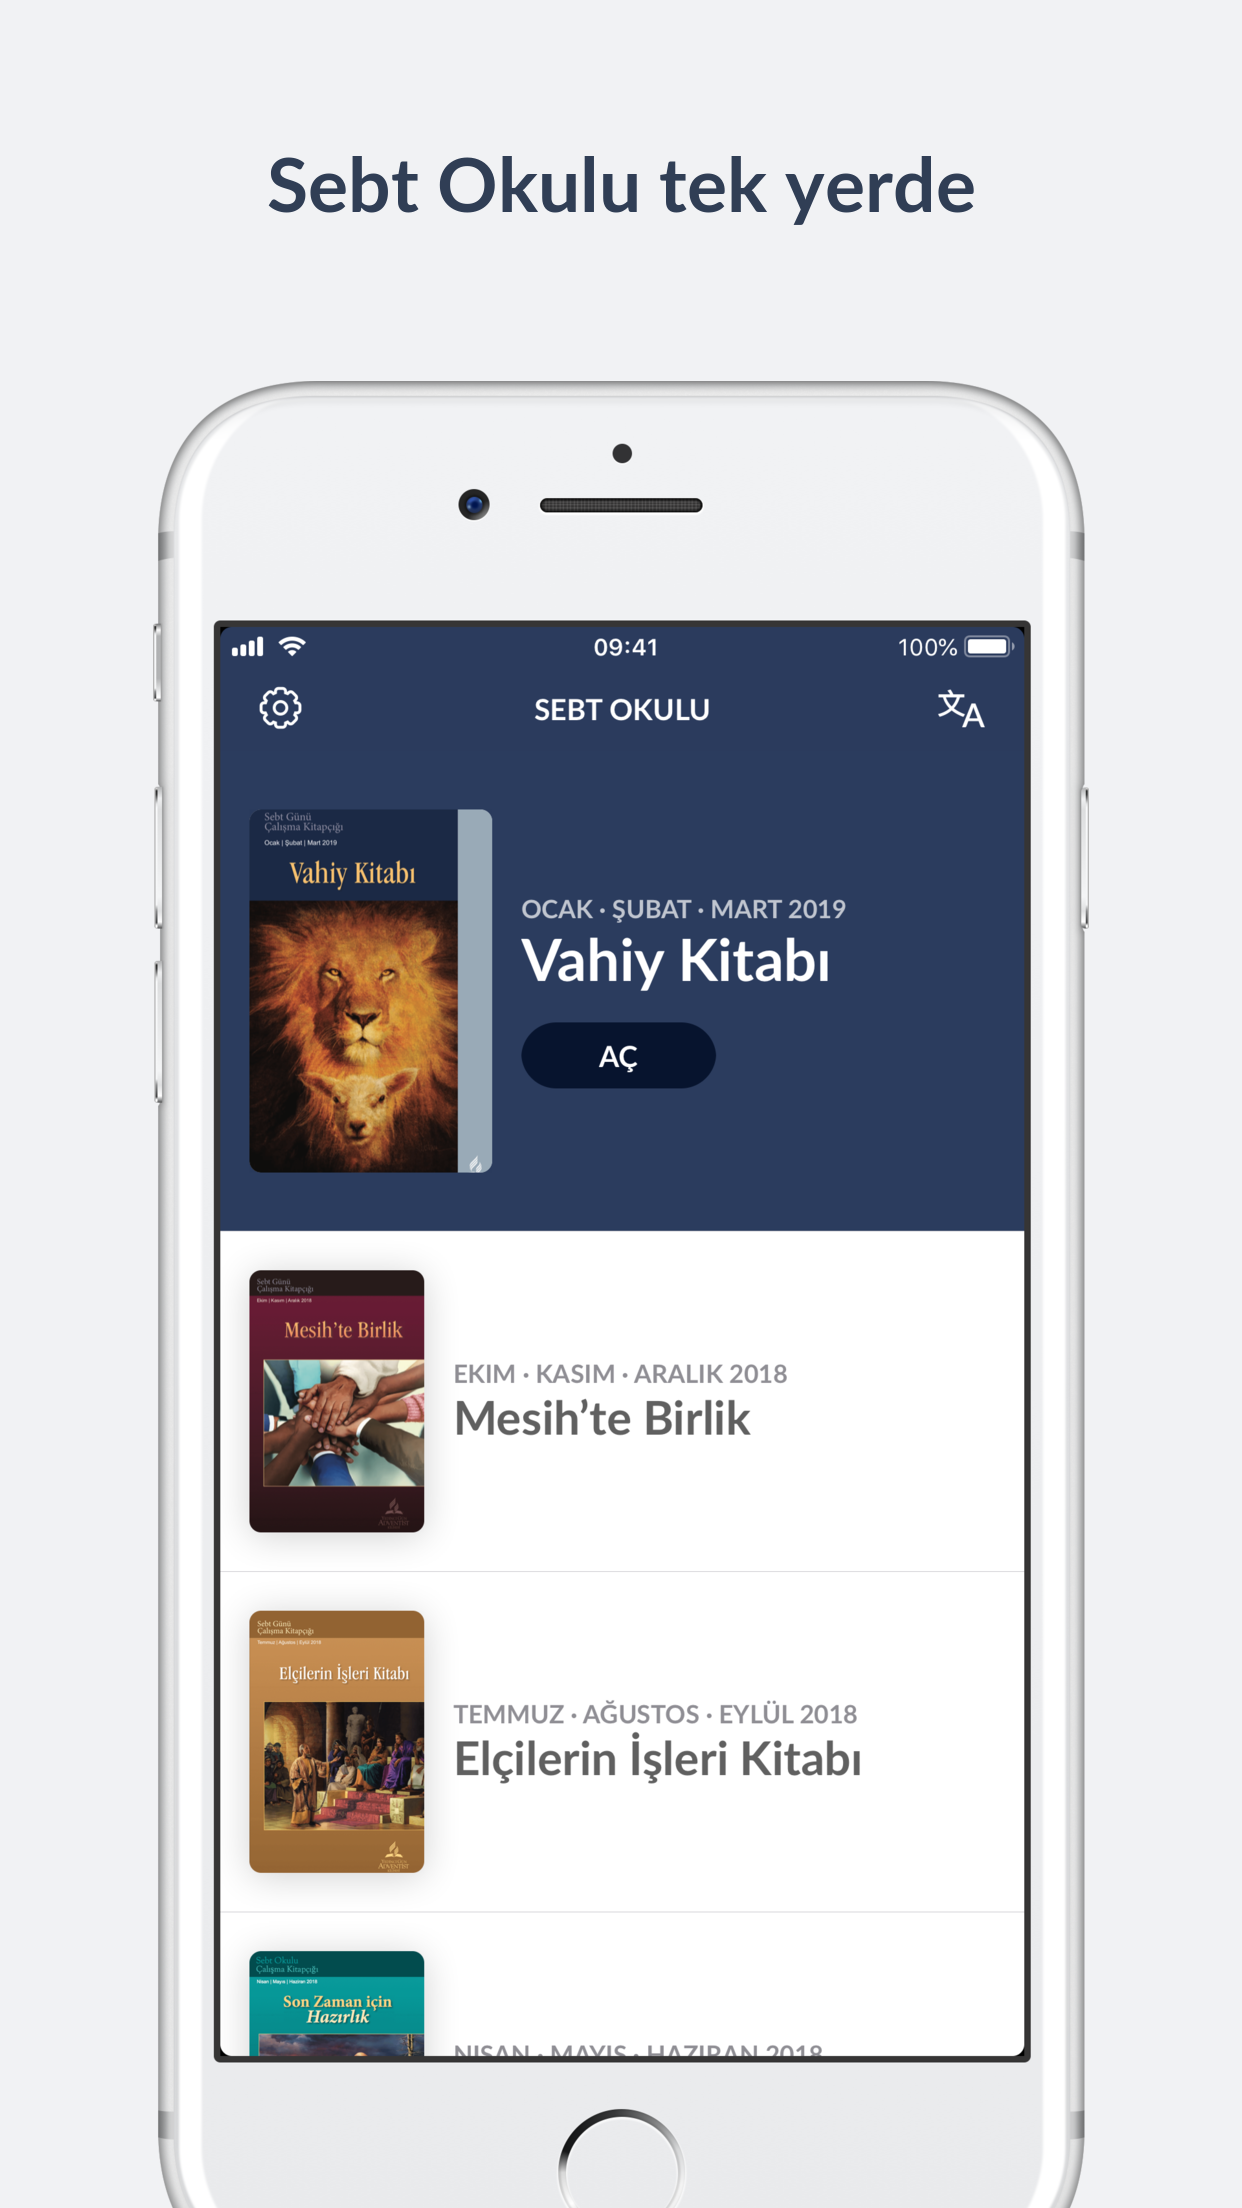 Sebt Okulu tek yerde
09:41
100%
SEBT OKULU
文A
Sebt Günü
Çalışma Kitapçığı
Ocak | Şubat | Mart 2019
Vahiy Kitabı
OCAK · ŞUBAT · MART 2019
Vahiy Kitabı
AÇ
Sebt Günü
Çalışma Kitapçığı
Ekim | Kasım | Aralık 2018
Mesih'te Birlik
EKIM · KASIM · ARALIK 2018
Mesih’te Birlik
Sebt Günü
Çalışma Kitapçığı
Temmuz | Ağustos | Eylül 2018
Elçilerin İşleri Kitabı
TEMMUZ · AĞUSTOS · EYLÜL 2018
Elçilerin İşleri Kitabı
Sebt Okulu
Çalışma Kitapçığı
Nisan | Mayıs | Haziran 2018
Son Zaman için
Hazırlık
NISAN · MAYIS · HAZIRAN 2018